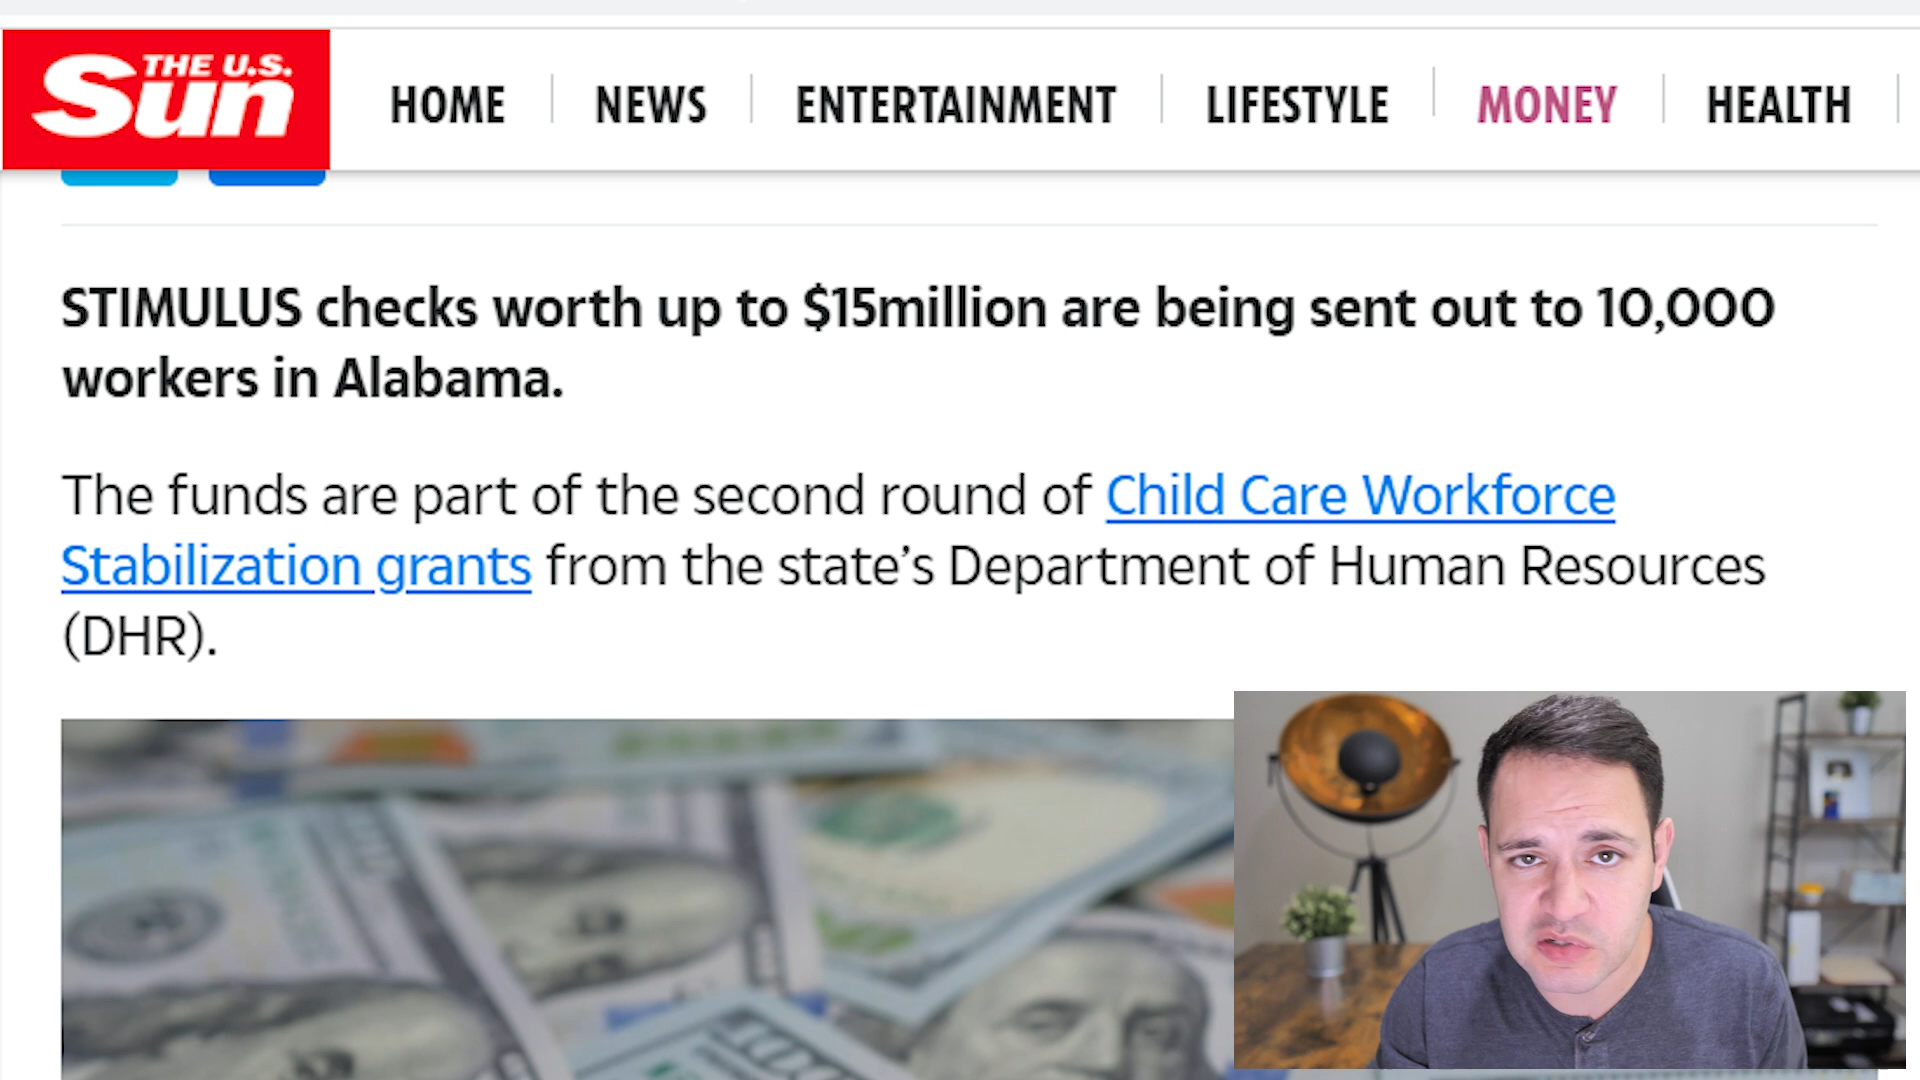 THE U.S.
Sun
HOME
NEWS
ENTERTAINMENT
LIFESTYLE
MONEY
HEALTH
STIMULUS checks worth up to $15million are being sent out to 10,000
workers in Alabama.
The funds are part of the second round of Child Care Workforce
Stabilization grants from the state’s Department of Human Resources
(DHR).